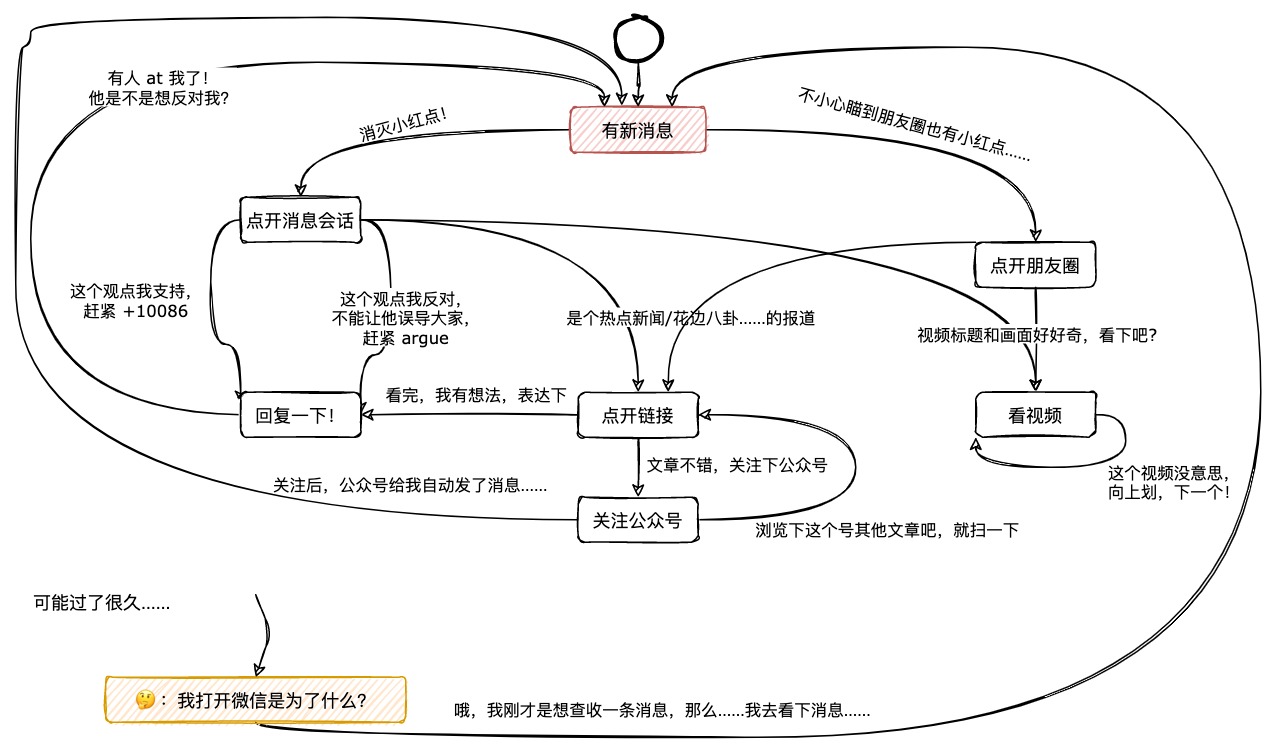 有人 at 我了！
他是不是想反对我？
消灭小红点！
有新消息
不小心瞄到朋友圈也有小红点……
点开消息会话
点开朋友圈
这个观点我支持，
赶紧 +10086
这个观点我反对，
不能让他误导大家，
赶紧 argue
是个热点新闻/花边八卦……的报道
视频标题和画面好好奇，看下吧？
回复一下！
看完，我有想法，表达下
点开链接
看视频
文章不错，关注下公众号
这个视频没意思，
向上划，下一个！
关注后，公众号给我自动发了消息……
关注公众号
浏览下这个号其他文章吧，就扫一下
可能过了很久……
🤔：我打开微信是为了什么？
哦，我刚才是想查收一条消息，那么……我去看下消息……